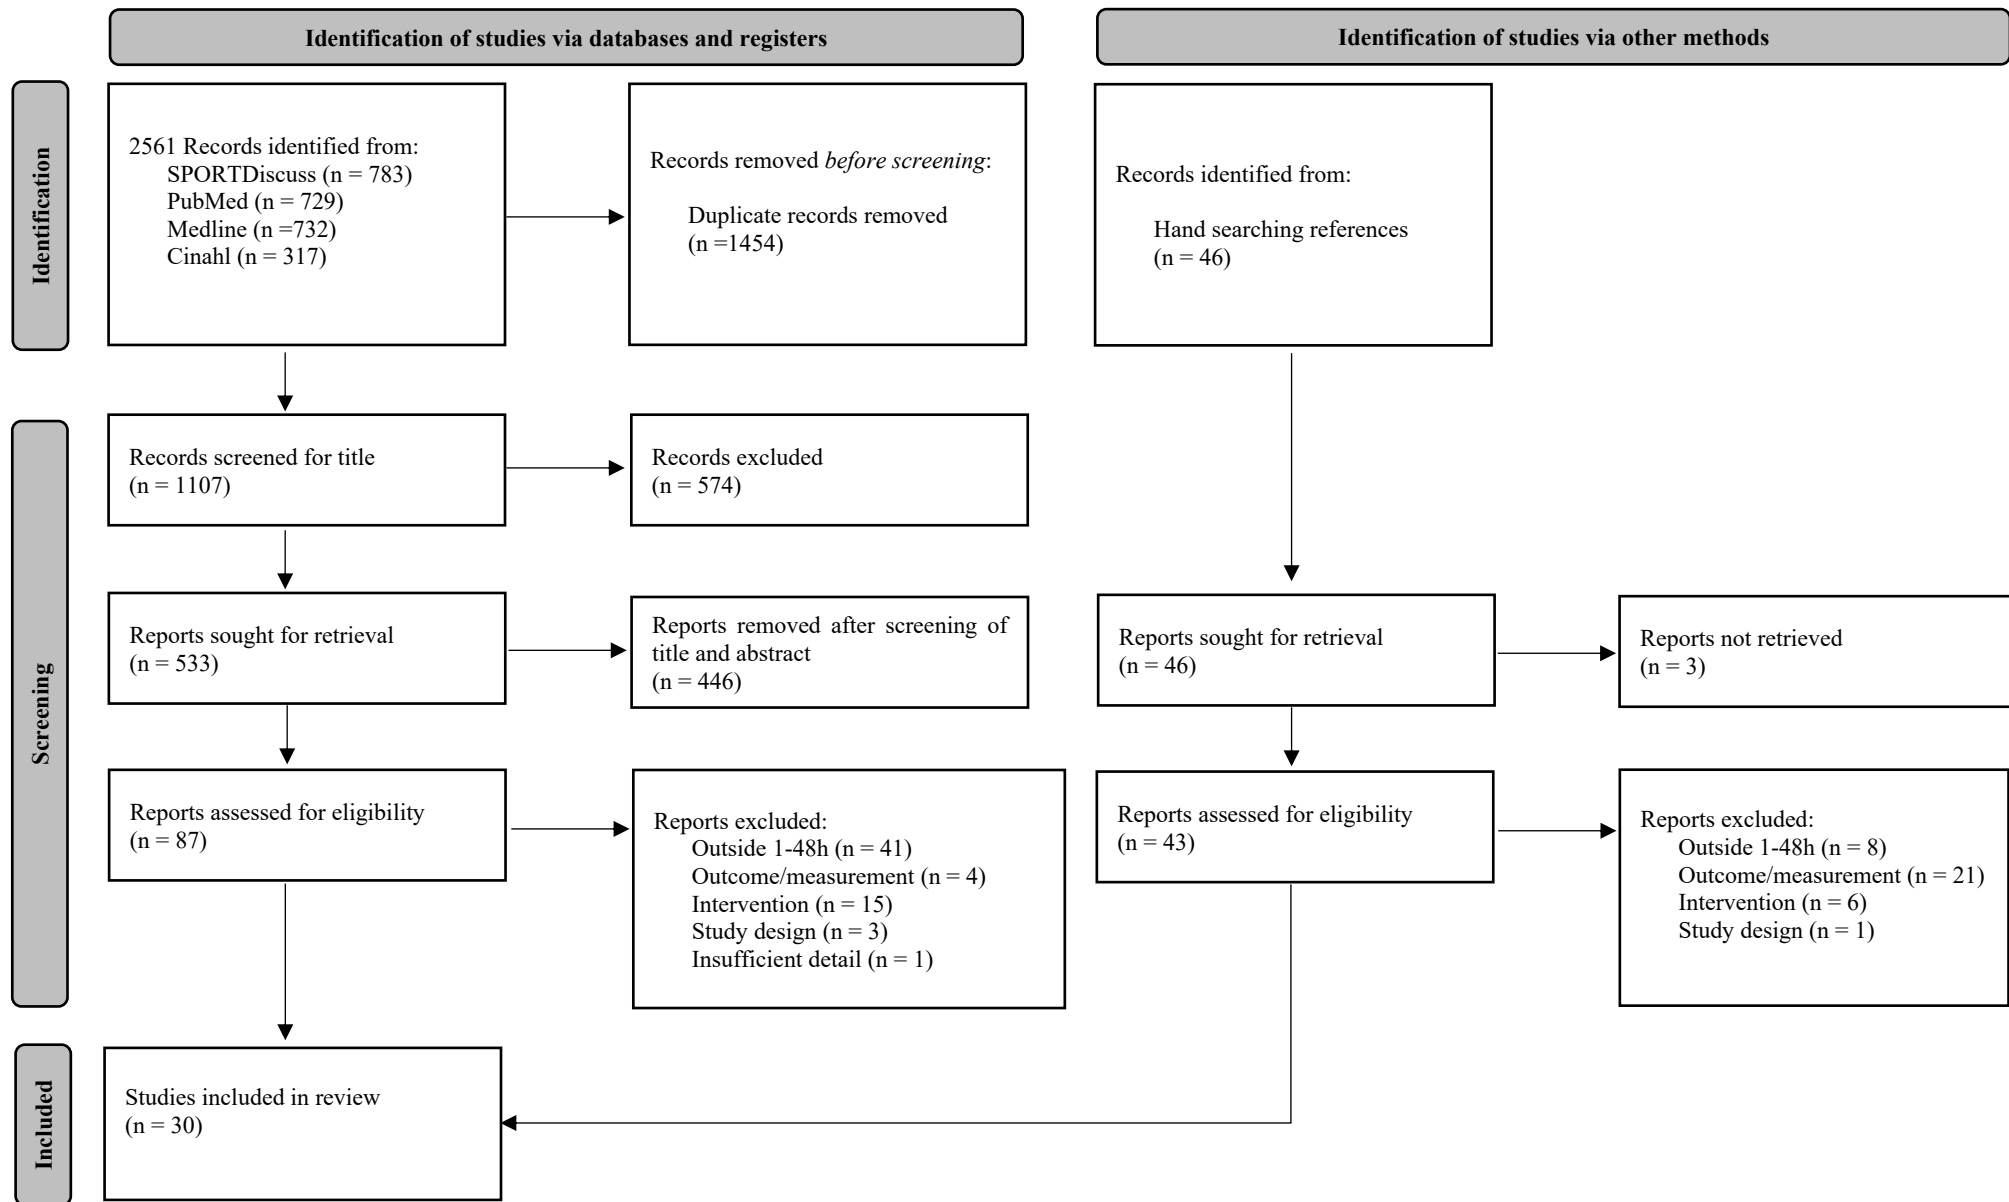 Identification of studies via databases and registers
Identification of studies via other methods
Identification
2561 Records identified from:
SPORTDiscuss (n = 783)
PubMed (n = 729)
Medline (n =732)
Cinahl (n = 317)
Records removed before screening:
Duplicate records removed
(n =1454)
Records identified from:
Hand searching references
(n = 46)
Screening
Records screened for title
(n = 1107)
Records excluded
(n = 574)
Reports sought for retrieval
(n = 533)
Reports removed after screening of
title and abstract
(n = 446)
Reports sought for retrieval
(n = 46)
Reports not retrieved
(n = 3)
Reports assessed for eligibility
(n = 87)
Reports excluded:
Outside 1-48h (n = 41)
Outcome/measurement (n = 4)
Intervention (n = 15)
Study design (n = 3)
Insufficient detail (n = 1)
Reports assessed for eligibility
(n = 43)
Reports excluded:
Outside 1-48h (n = 8)
Outcome/measurement (n = 21)
Intervention (n = 6)
Study design (n = 1)
Included
Studies included in review
(n = 30)